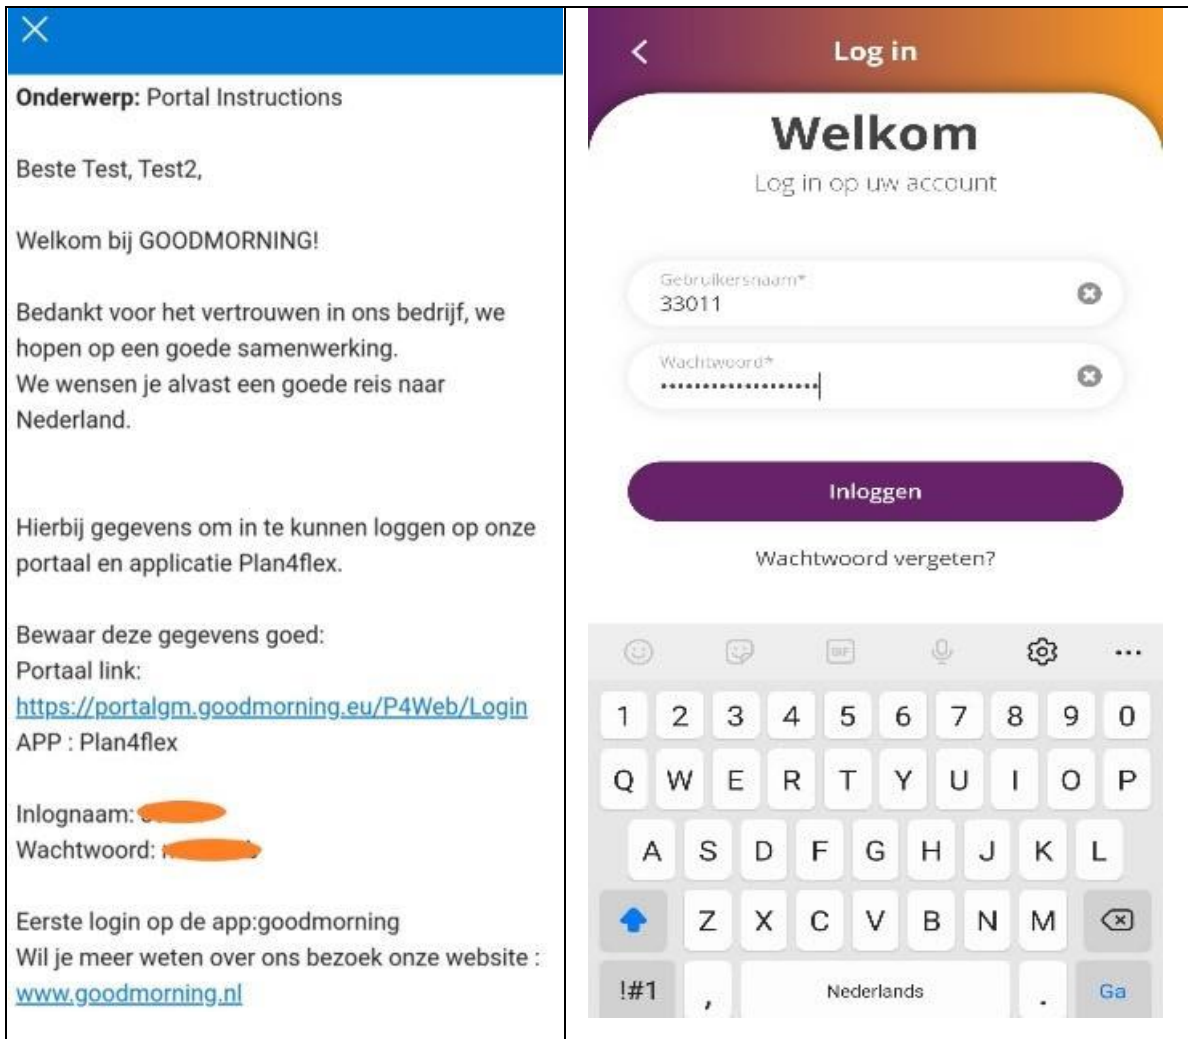 Onderwerp: Portal Instructions
Beste Test, Test2,
Welkom bij GOODMORNING!
Bedankt voor het vertrouwen in ons bedrijf, we
hopen op een goede samenwerking.
We wensen je alvast een goede reis naar
Nederland.
Hierbij gegevens om in te kunnen loggen op onze
portaal en applicatie Plan4flex.
Bewaar deze gegevens goed:
Portaal link:
https://portalgm.goodmorning.eu/P4Web/Login
APP : Plan4flex
Inlognaam:
Wachtwoord:
Eerste login op de app:goodmorning
Wil je meer weten over ons bezoek onze website :
www.goodmorning.nl
Log in
Welkom
Log in op uw account
Gebruikersnaam*
33011
Wachtwoord*
•••••••••••••••••••
Inloggen
Wachtwoord vergeten?
GIF
1 2 3 4 5 6 7 8 9 0
Q W E R T Y U I O P
A S D F G H J K L
Z X C V B N M
!#1 , Nederlands . Ga